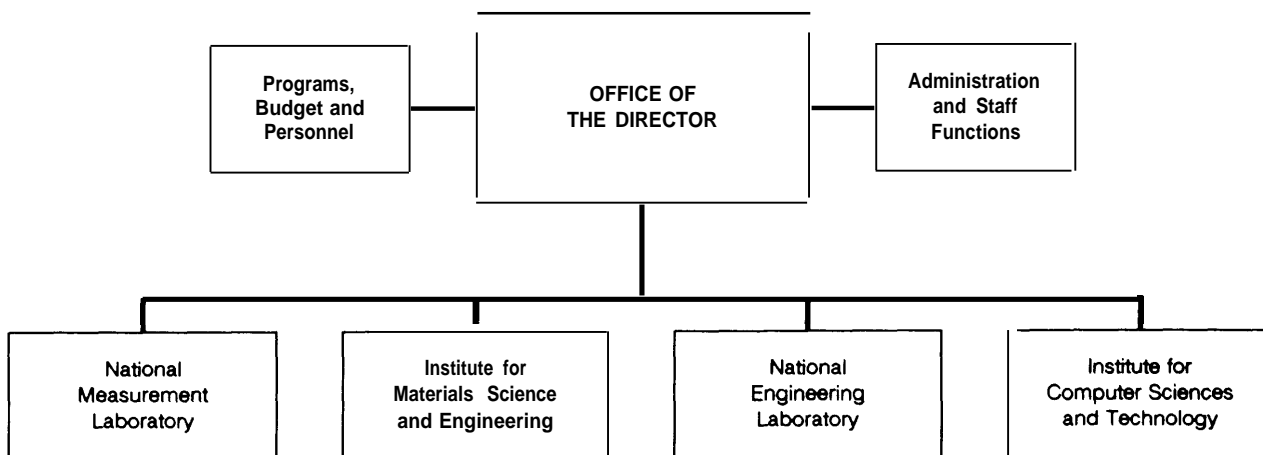 Programs,
Budget and
Personnel
OFFICE OF
THE DIRECTOR
Administration
and Staff
Functions
National
Measurement
Laboratory
Institute for
Materials Science
and Engineering
National
Engineering
Laboratory
Institute for
Computer Sciences
and Technology